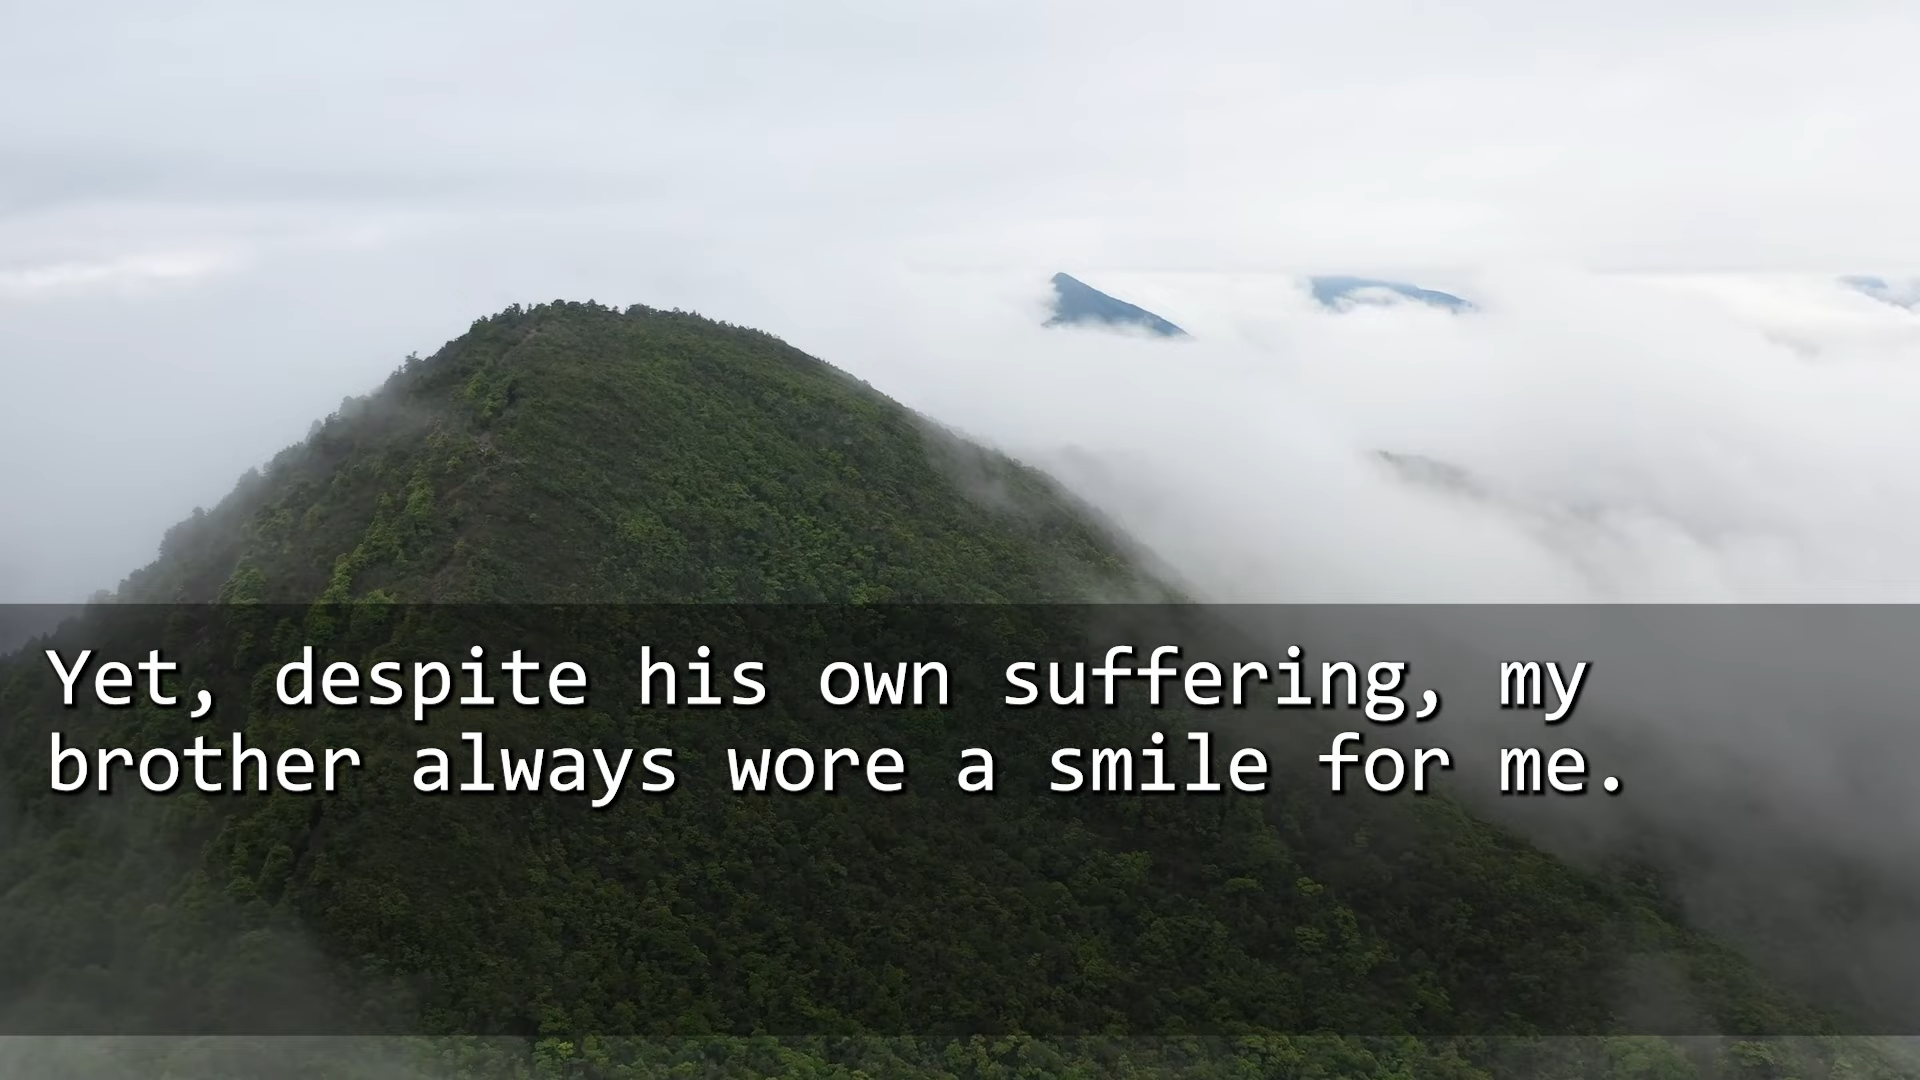 Yet, despite his own suffering, my
brother always wore a smile for me.